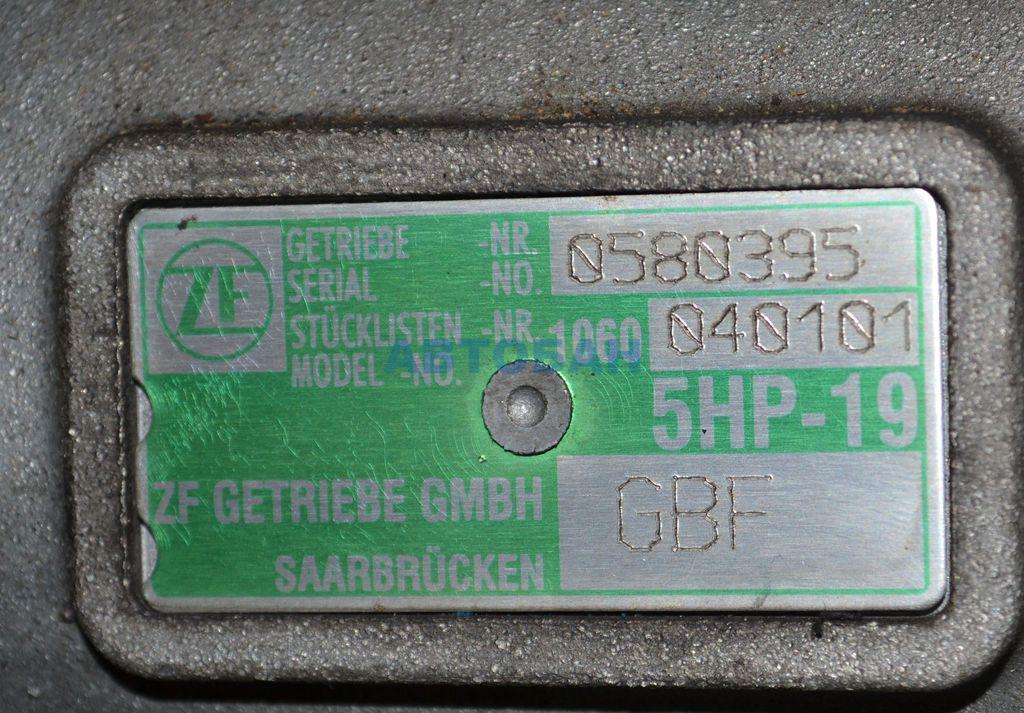 ZF
GETRIEBE -NR. 0580395
SERIAL -NO.
STÜCKLISTEN -NR. 1060 040101
MODEL -NO.
АВТОБАН
5HP-19
ZF GETRIEBE GMBH
GBF
SAARBRÜCKEN